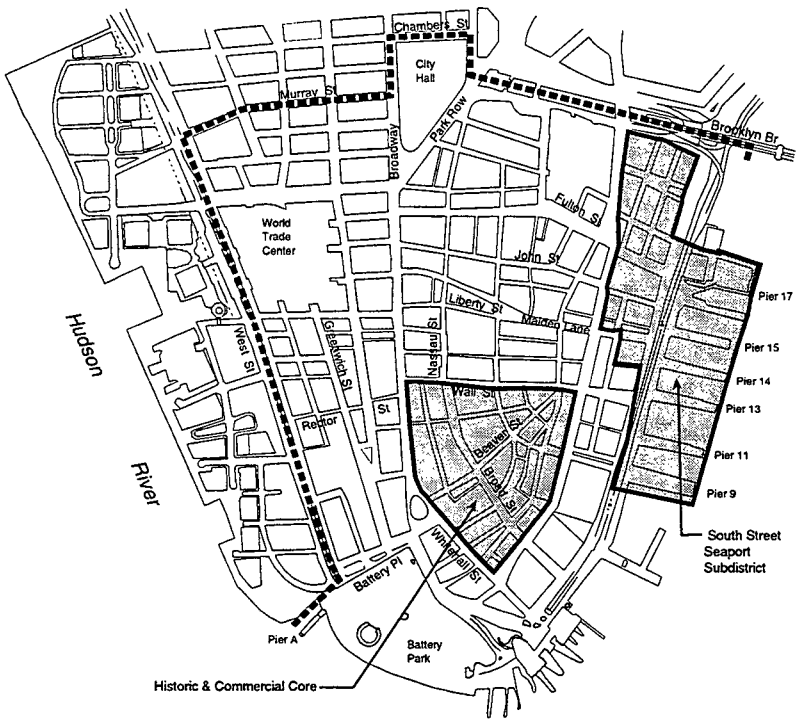 Chambers St
City
Hall
Murray St
Park Row
Brooklyn Br
Broadway
Fulton St
World
Trade
Center
John St
Pier 17
Liberty St
Maiden Lane
Hudson
River
West St
Greenwich St
Nassau St
Pier 15
Pier 14
Pier 13
Wall St
St
Rector
Beaver St
Broad St
Pier 11
Pier 9
South Street
Seaport
Subdistrict
Whitehall St
Battery Pl
Pier A
Battery
Park
Historic & Commercial Core